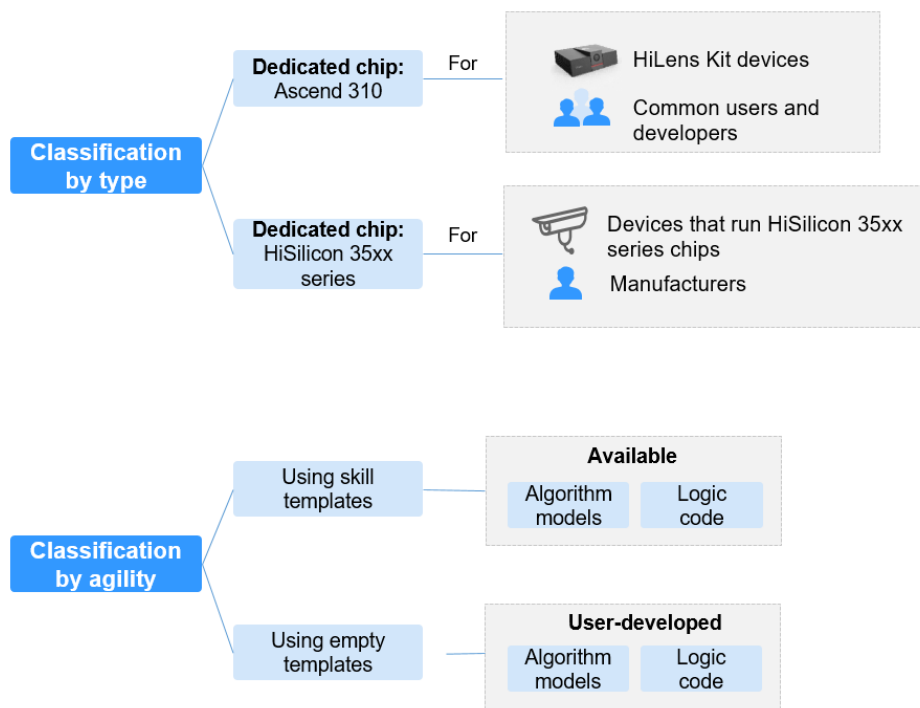 Dedicated chip:
Ascend 310
For
HiLens Kit devices
Common users and
developers
Classification
by type
Dedicated chip:
HiSilicon 35xx
series
For
Devices that run HiSilicon 35xx
series chips
Manufacturers
Using skill
templates
Available
Algorithm
models
Logic
code
Classification
by agility
Using empty
templates
User-developed
Algorithm
models
Logic
code